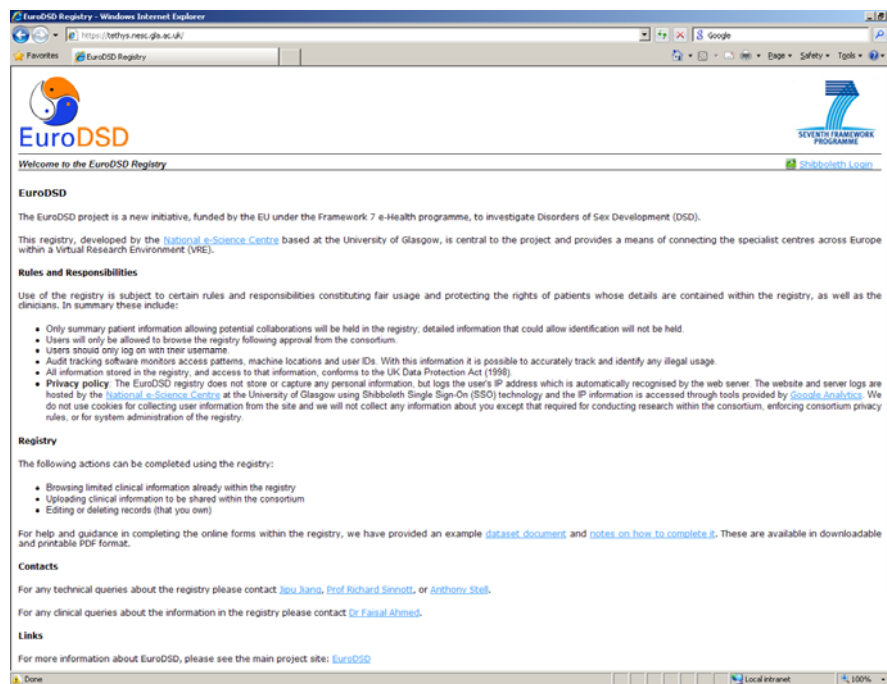 EuroDSD Registry - Windows Internet Explorer
https://tethys.nesc.gla.ac.uk/
Google
Favorites
EuroDSD Registry
Page
Safety
Tools
EuroDSD
SEVENTH FRAMEWORK
PROGRAMME
Welcome to the EuroDSD Registry
Shibboleth Login
EuroDSD
The EuroDSD project is a new initiative, funded by the EU under the Framework 7 e-Health programme, to investigate Disorders of Sex Development (DSD).
This registry, developed by the National e-Science Centre based at the University of Glasgow, is central to the project and provides a means of connecting the specialist centres across Europe
within a Virtual Research Environment (VRE).
Rules and Responsibilities
Use of the registry is subject to certain rules and responsibilities constituting fair usage and protecting the rights of patients whose details are contained within the registry, as well as the
clinicians. In summary these include:
• Only summary patient information allowing potential collaborations will be held in the registry; detailed information that could allow identification will not be held.
• Users will only be allowed to browse the registry following approval from the consortium.
• Users should only log on with their username.
• Audit tracking software monitors access patterns, machine locations and user IDs. With this information it is possible to accurately track and identify any illegal usage.
• All information stored in the registry, and access to that information, conforms to the UK Data Protection Act (1998).
• Privacy policy: The EuroDSD registry does not store or capture any personal information, but logs the user's IP address which is automatically recognised by the web server. The website and server logs are
hosted by the National e-Science Centre at the University of Glasgow using Shibboleth Single Sign-On (SSO) technology and the IP information is accessed through tools provided by Google Analytics. We
do not use cookies for collecting user information from the site and we will not collect any information about you except that required for conducting research within the consortium, enforcing consortium privacy
rules, or for system administration of the registry.
Registry
The following actions can be completed using the registry:
• Browsing limited clinical information already within the registry
• Uploading clinical information to be shared within the consortium
• Editing or deleting records (that you own)
For help and guidance in completing the online forms within the registry, we have provided an example dataset document and notes on how to complete it. These are available in downloadable
and printable PDF format.
Contacts
For any technical queries about the registry please contact Jipu Jiang, Prof Richard Sinnott, or Anthony Stell.
For any clinical queries about the information in the registry please contact Dr Faisal Ahmed.
Links
For more information about EuroDSD, please see the main project site: EuroDSD
Done
Local intranet
100%